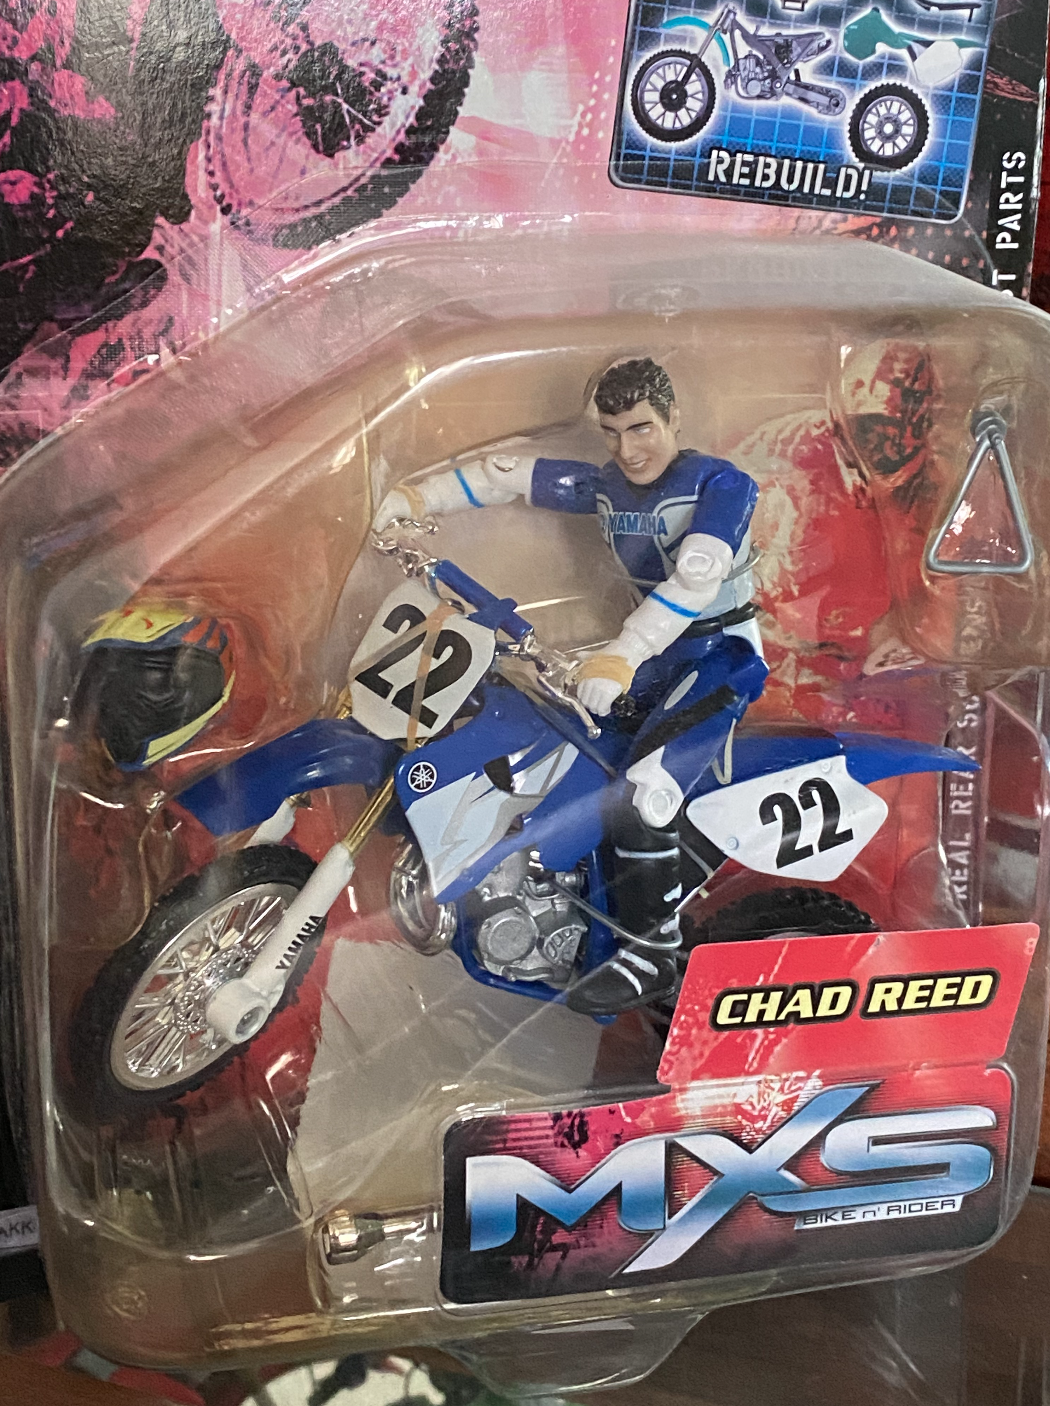 REBUILD!
PARTS
YAMAHA
22
22
YAMAHA
REAL REAR
CHAD REED
MXS
BIKE n' RIDER